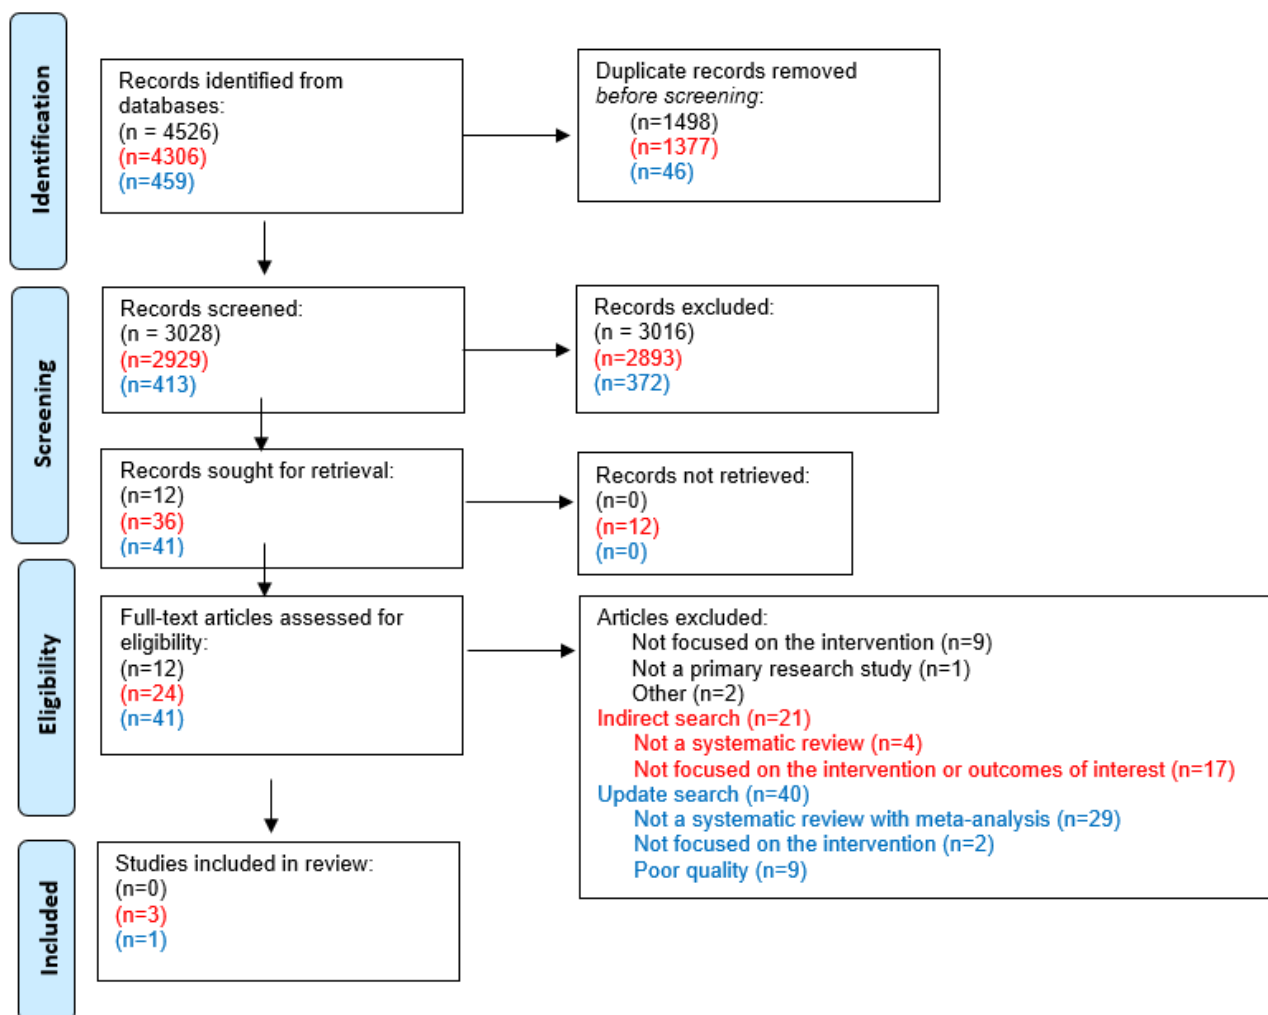 Identification
Records identified from
databases:
(n = 4526)
(n=4306)
(n=459)
Duplicate records removed
before screening:
(n=1498)
(n=1377)
(n=46)
Screening
Records screened:
(n = 3028)
(n=2929)
(n=413)
Records excluded:
(n = 3016)
(n=2893)
(n=372)
Records sought for retrieval:
(n=12)
(n=36)
(n=41)
Records not retrieved:
(n=0)
(n=12)
(n=0)
Eligibility
Full-text articles assessed for
eligibility:
(n=12)
(n=24)
(n=41)
Articles excluded:
Not focused on the intervention (n=9)
Not a primary research study (n=1)
Other (n=2)
Indirect search (n=21)
Not a systematic review (n=4)
Not focused on the intervention or outcomes of interest (n=17)
Update search (n=40)
Not a systematic review with meta-analysis (n=29)
Not focused on the intervention (n=2)
Poor quality (n=9)
Included
Studies included in review:
(n=0)
(n=3)
(n=1)